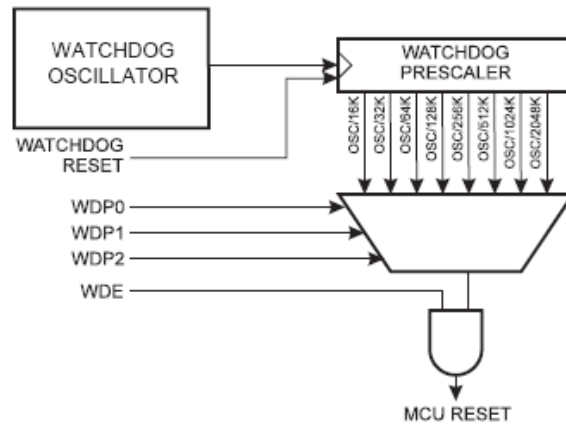 WATCHDOG
OSCILLATOR
WATCHDOG
PRESCALER
WATCHDOG
RESET
OSC/16K
OSC/32K
OSC/64K
OSC/128K
OSC/256K
OSC/512K
OSC/1024K
OSC/2048K
WDP0
WDP1
WDP2
WDE
MCU RESET